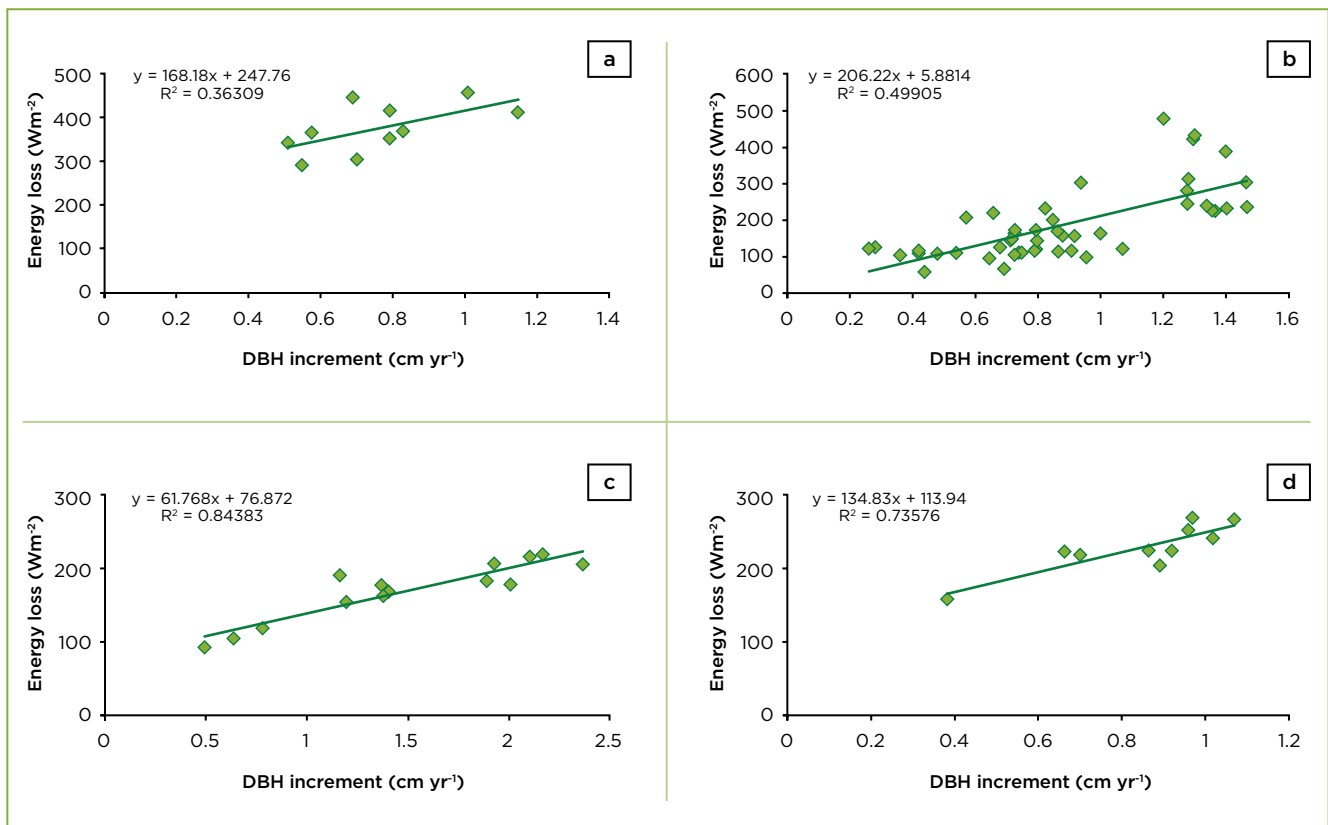 a
y = 168.18x + 247.76
R² = 0.36309
Energy loss (Wm⁻²)
500
400
300
200
100
0
0 0.2 0.4 0.6 0.8 1 1.2 1.4
DBH increment (cm yr⁻¹)
b
y = 206.22x + 5.8814
R² = 0.49905
Energy loss (Wm⁻²)
600
500
400
300
200
100
0
0 0.2 0.4 0.6 0.8 1 1.2 1.4 1.6
DBH increment (cm yr⁻¹)
c
y = 61.768x + 76.872
R² = 0.84383
Energy loss (Wm⁻²)
300
200
100
0
0 0.5 1 1.5 2 2.5
DBH increment (cm yr⁻¹)
d
y = 134.83x + 113.94
R² = 0.73576
Energy loss (Wm⁻²)
300
200
100
0
0 0.2 0.4 0.6 0.8 1 1.2
DBH increment (cm yr⁻¹)